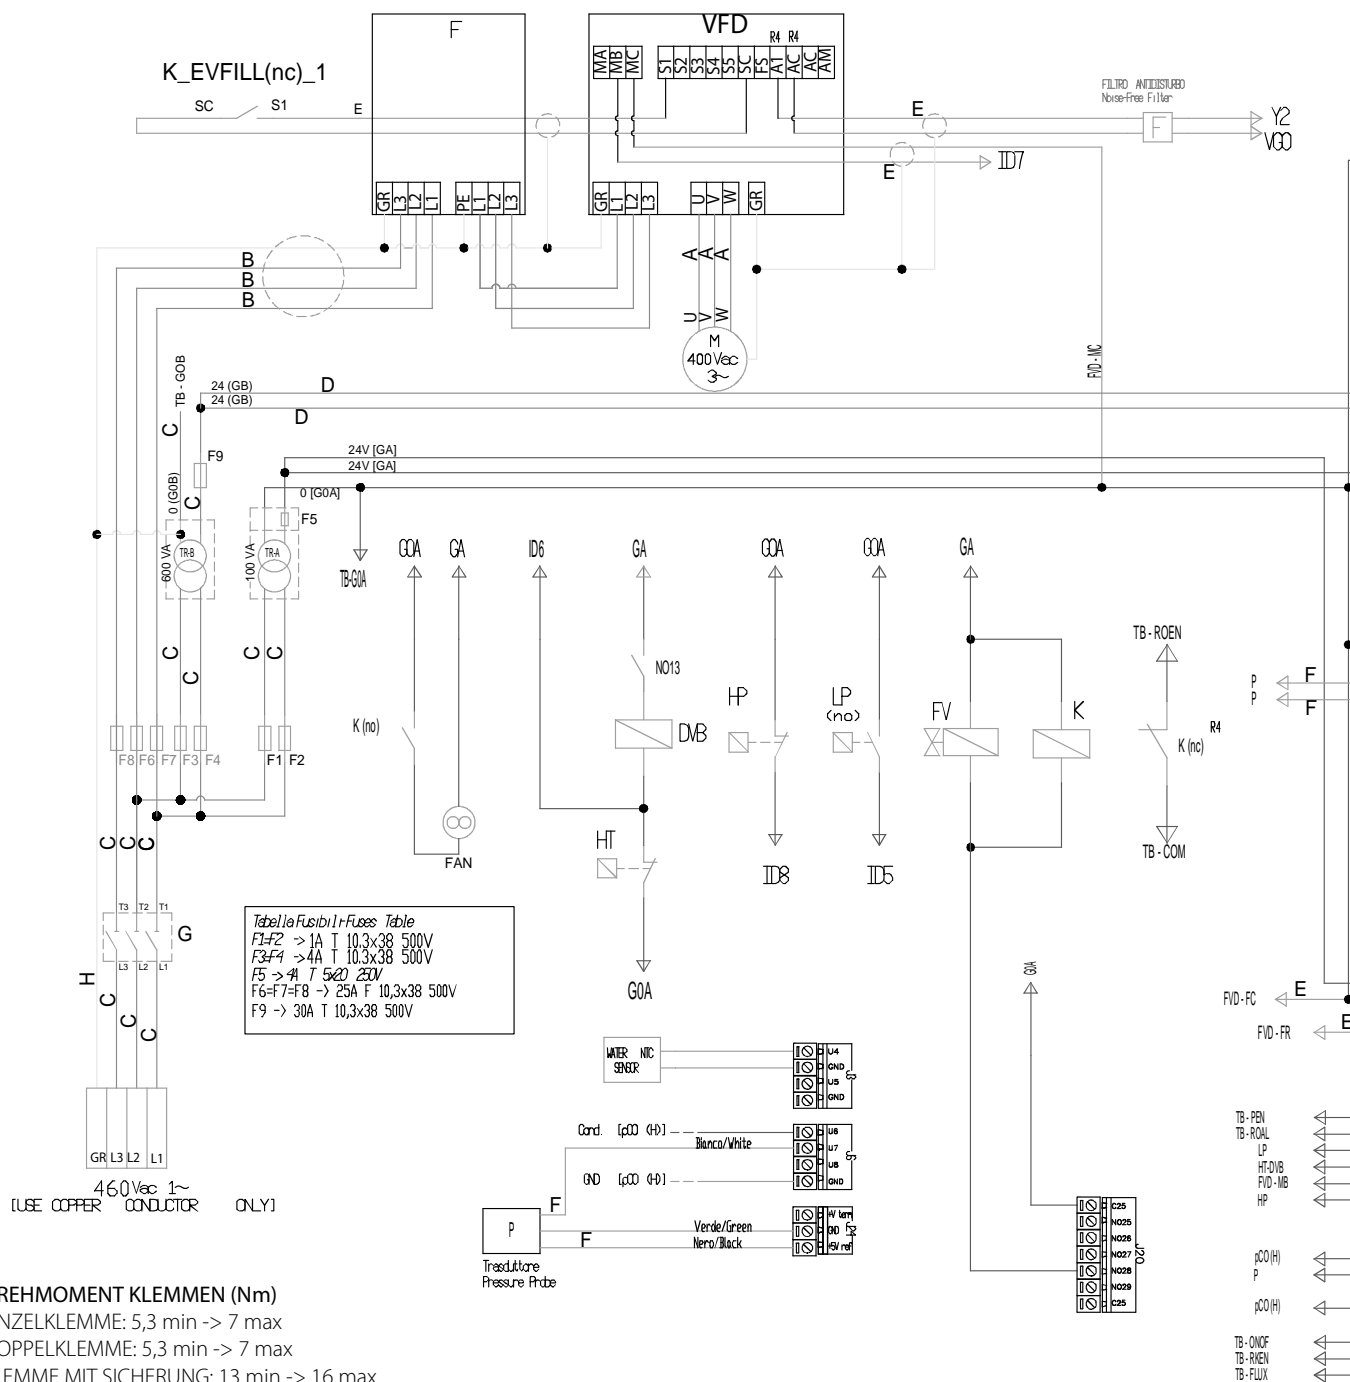 F
VFD
K_EVFILL(nc)_1
SC
S1
E
MA
MB
MC
S1
S2
S3
S4
S5
SC
FS
A1
AC
AC
AM
R4
R4
FILTRO ANTIDISTURBO
Noise-Free Filter
E
F
Y2
VG0
E
ID7
GR
L3
L2
L1
PE
L1
L2
L3
GR
L1
L2
L3
U
V
W
GR
B
B
B
A
A
A
U
V
W
M
400Vac
3~
FVD - MC
TB - GOB
24 (GB)
D
24 (GB)
D
C
F9
0 (G0B)
C
24V [GA]
24V [GA]
0 [G0A]
F5
600 VA
TR-B
100 VA
TR-A
TB-G0A
G0A
GA
ID6
GA
G0A
G0A
GA
C
C
C
C
NO13
TB - ROEN
K (no)
DVB
HP
LP
(no)
FV
K
K (nc)
R4
P
P
F
F
F8
F6
F7
F3
F4
F1
F2
C
C
C
FAN
HT
ID8
ID5
TB - COM
T3
T2
T1
G
L3
L2
L1
H
C
C
C
Tabella Fusibili-Fuses Table
F1=F2 -> 1A T 10.3x38 500V
F3=F4 ->4A T 10.3x38 500V
F5 -> 4A T 5x20 250V
F6=F7=F8 -> 25A F 10,3x38 500V
F9 -> 30A T 10,3x38 500V
G0A
G0A
FVD - FC
E
FVD - FR
E
WATER NTC
SENSOR
U4
GND
U5
GND
J3
GR
L3
L2
L1
460Vac 1~
[USE COPPER CONDUCTOR ONLY]
Cond. [pCO (H)]
Bianco/White
GND [pCO (H)]
U6
U7
U8
GND
J5
F
P
F
Verde/Green
Nero/Black
+V term
GND
+5V ref
J24
Trasduttore
Pressure Probe
C25
NO25
NO26
NO27
NO28
NO29
C25
J20
TB - PEN
TB - ROAL
LP
HT-DVB
FVD - MB
HP
pCO (H)
P
pCO (H)
TB - ONOF
TB - RKEN
TB - FLUX
REHMOMENT KLEMMEN (Nm)
NZELKLEMME: 5,3 min -> 7 max
OPPELKLEMME: 5,3 min -> 7 max
LEMME MIT SICHERUNG: 13 min -> 16 max